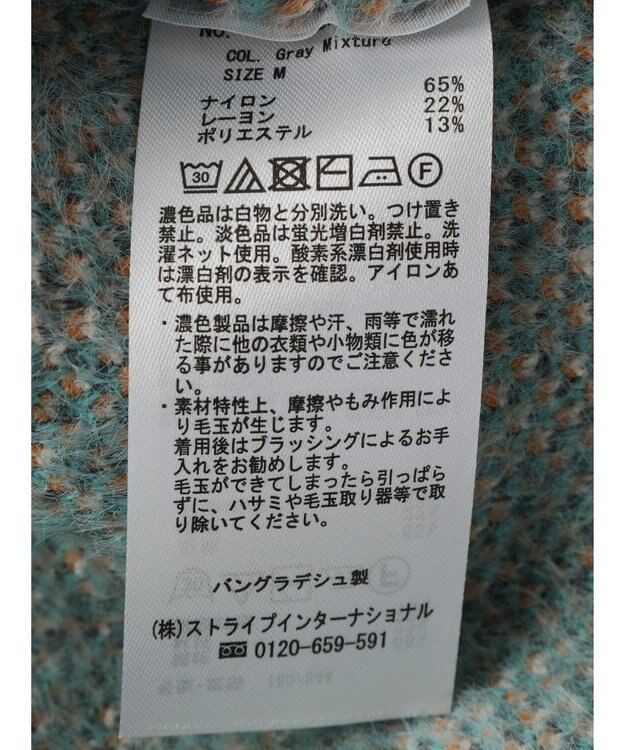 NO.
COL. Gray Mixture
SIZE M
ナイロン 65%
レーヨン 22%
ポリエステル 13%
30 F
濃色品は白物と分別洗い。つけ置き
禁止。淡色品は蛍光増白剤禁止。洗
濯ネット使用。酸素系漂白剤使用時
は漂白剤の表示を確認。アイロンあ
て布使用。
・濃色製品は摩擦や汗、雨等で濡れ
た際に他の衣類や小物類に色が移
る事がありますのでご注意くださ
い。
・素材特性上、摩擦やもみ作用によ
り毛玉が生じます。
着用後はブラッシングによるお手
入れをお勧めします。
毛玉ができてしまったら引っぱら
ずに、ハサミや毛玉取り器等で取
り除いてください。
バングラデシュ製
(株)ストライプインターナショナル
0120-659-591